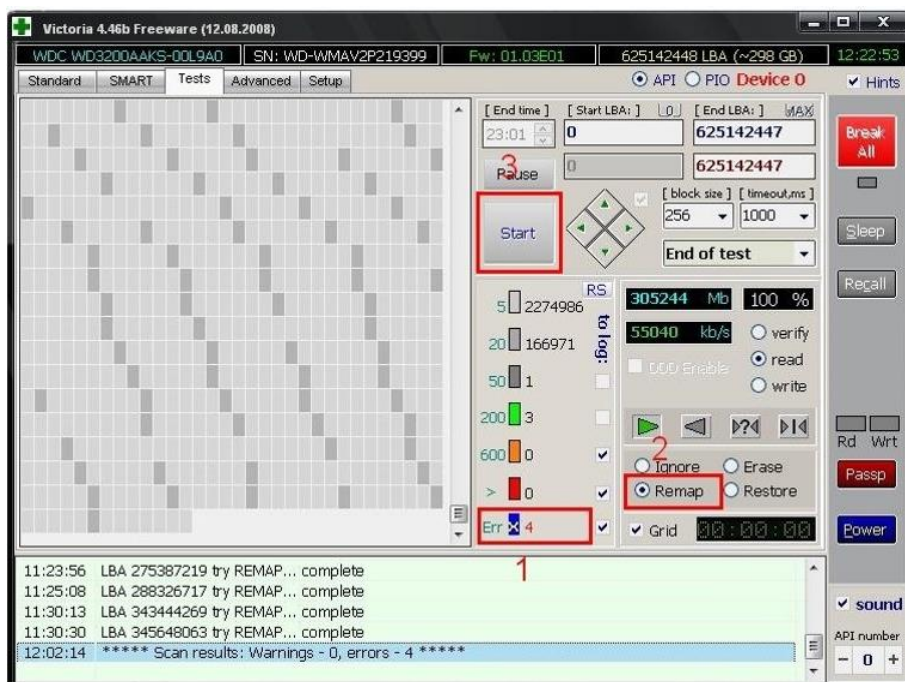 Victoria 4.46b Freeware (12.08.2008)
WDC WD3200AAKS-00L9A0 SN: WD-WMAV2P219399 Fw: 01.03E01 625142448 LBA (~298 GB) 12:22:53
Standard SMART Tests Advanced Setup API PIO Device 0 Hints
[ End time ] [ Start LBA: ] 0 [ End LBA: ] MAX
23:01 0 625142447
Break All
3
Pause 0 625142447
[ block size ] [ timeout,ms ]
256 1000
Start
End of test
Sleep
Recall
RS
to log:
5 2274986
20 166971
50 1
200 3
600 0
> 0
Err x 4
1
305244 Mb 100 %
55040 kb/s verify
DDD Enable read
write
2
Ignore Erase
Remap Restore
Grid 00:00:00
Rd Wrt
Passp
Power
11:23:56 LBA 275387219 try REMAP... complete
11:25:08 LBA 288326717 try REMAP... complete
11:30:13 LBA 343444269 try REMAP... complete
11:30:30 LBA 345648063 try REMAP... complete
12:02:14 ***** Scan results: Warnings - 0, errors - 4 *****
sound
API number
- 0 +